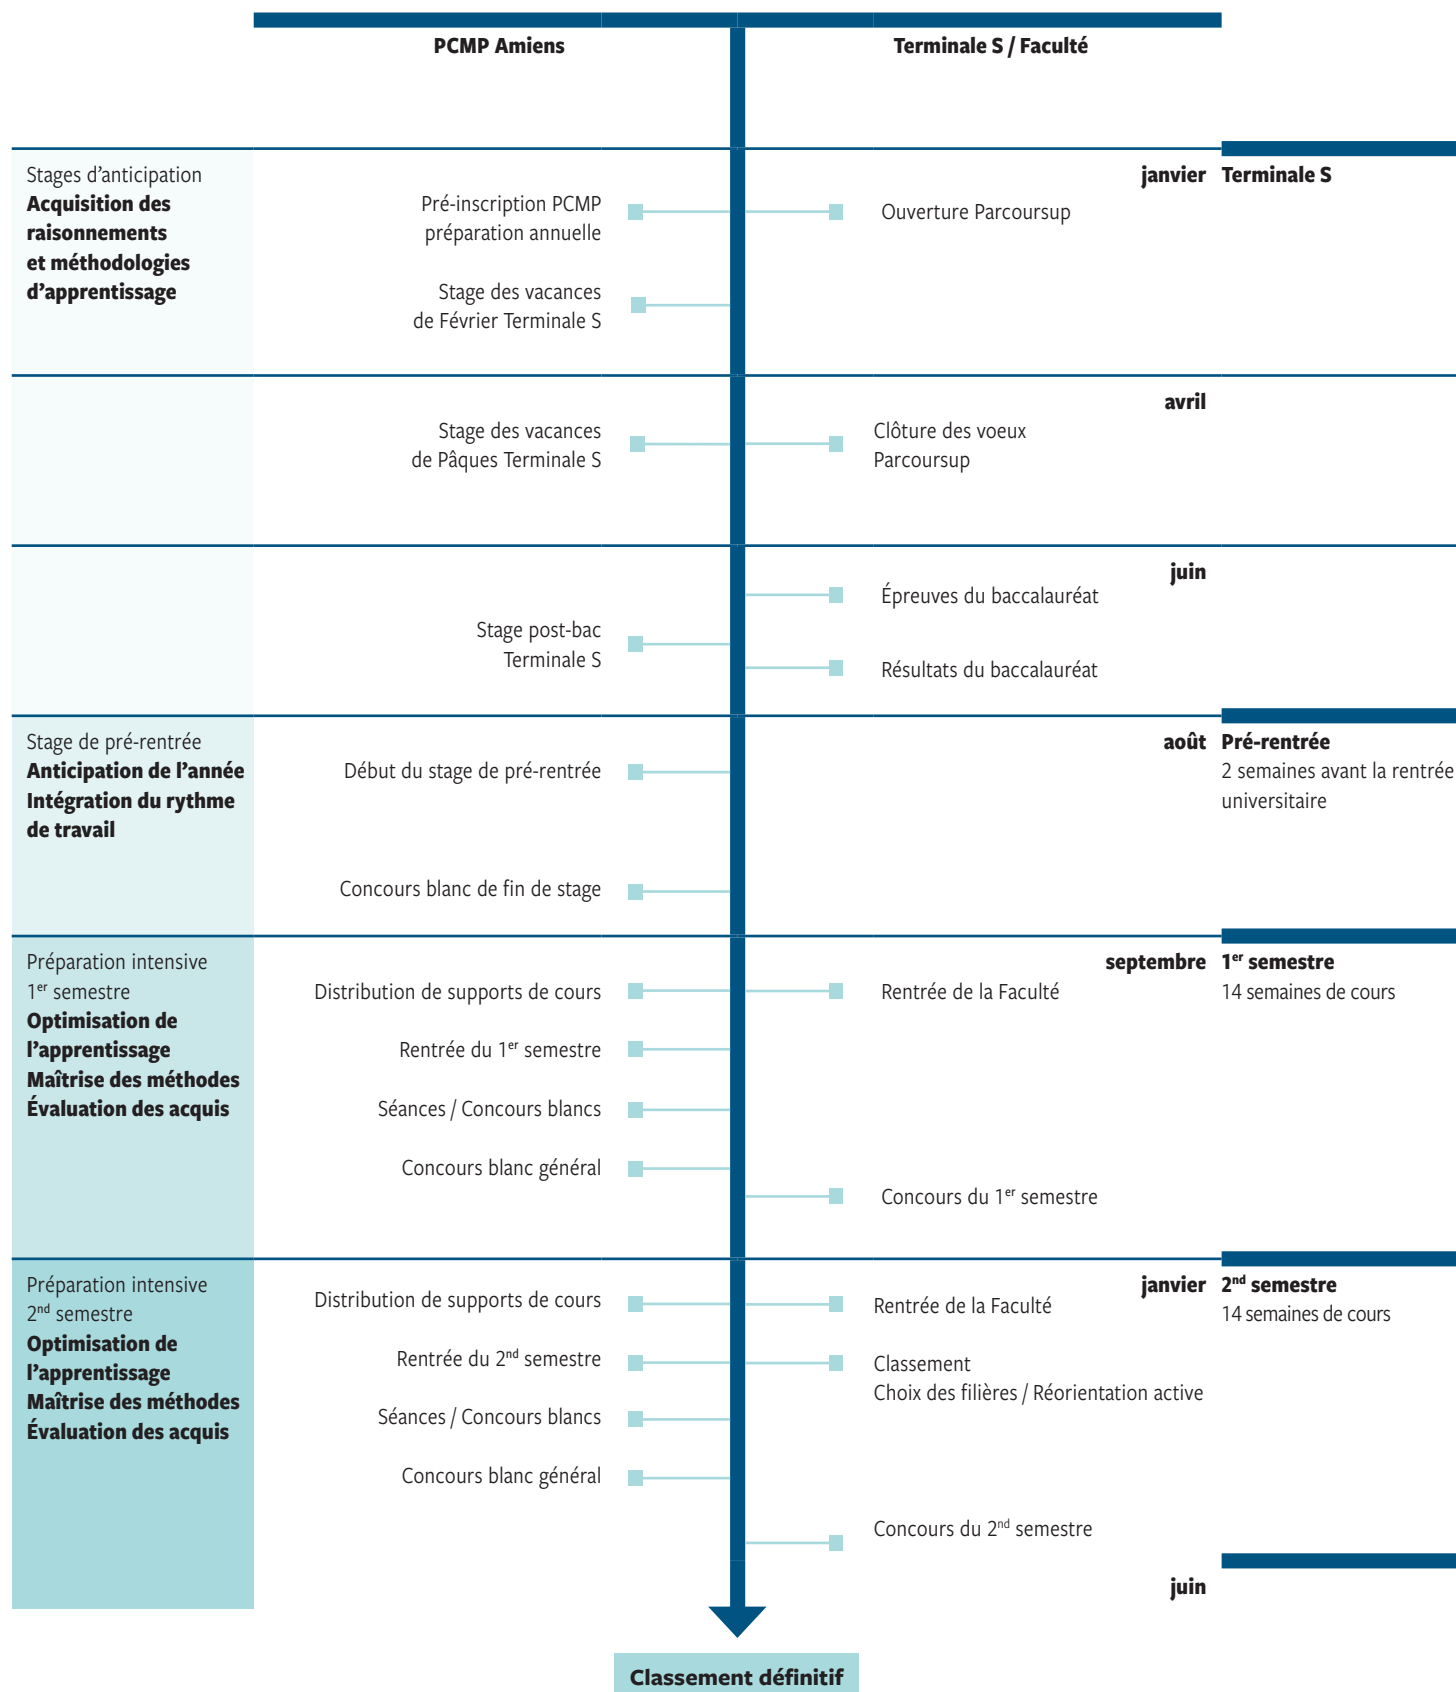 PCMP Amiens
Terminale S / Faculté
Stages d’anticipation
Acquisition des
raisonnements
et méthodologies
d’apprentissage
Pré-inscription PCMP
préparation annuelle
Stage des vacances
de Février Terminale S
Ouverture Parcoursup
janvier
Terminale S
Stage des vacances
de Pâques Terminale S
Clôture des voeux
Parcoursup
avril
Stage post-bac
Terminale S
Épreuves du baccalauréat
Résultats du baccalauréat
juin
Stage de pré-rentrée
Anticipation de l’année
Intégration du rythme
de travail
Début du stage de pré-rentrée
Concours blanc de fin de stage
août
Pré-rentrée
2 semaines avant la rentrée
universitaire
Préparation intensive
1er semestre
Optimisation de
l’apprentissage
Maîtrise des méthodes
Évaluation des acquis
Distribution de supports de cours
Rentrée du 1er semestre
Séances / Concours blancs
Concours blanc général
Rentrée de la Faculté
Concours du 1er semestre
septembre
1er semestre
14 semaines de cours
Préparation intensive
2nd semestre
Optimisation de
l’apprentissage
Maîtrise des méthodes
Évaluation des acquis
Distribution de supports de cours
Rentrée du 2nd semestre
Séances / Concours blancs
Concours blanc général
Rentrée de la Faculté
Classement
Choix des filières / Réorientation active
Concours du 2nd semestre
janvier
2nd semestre
14 semaines de cours
juin
Classement définitif